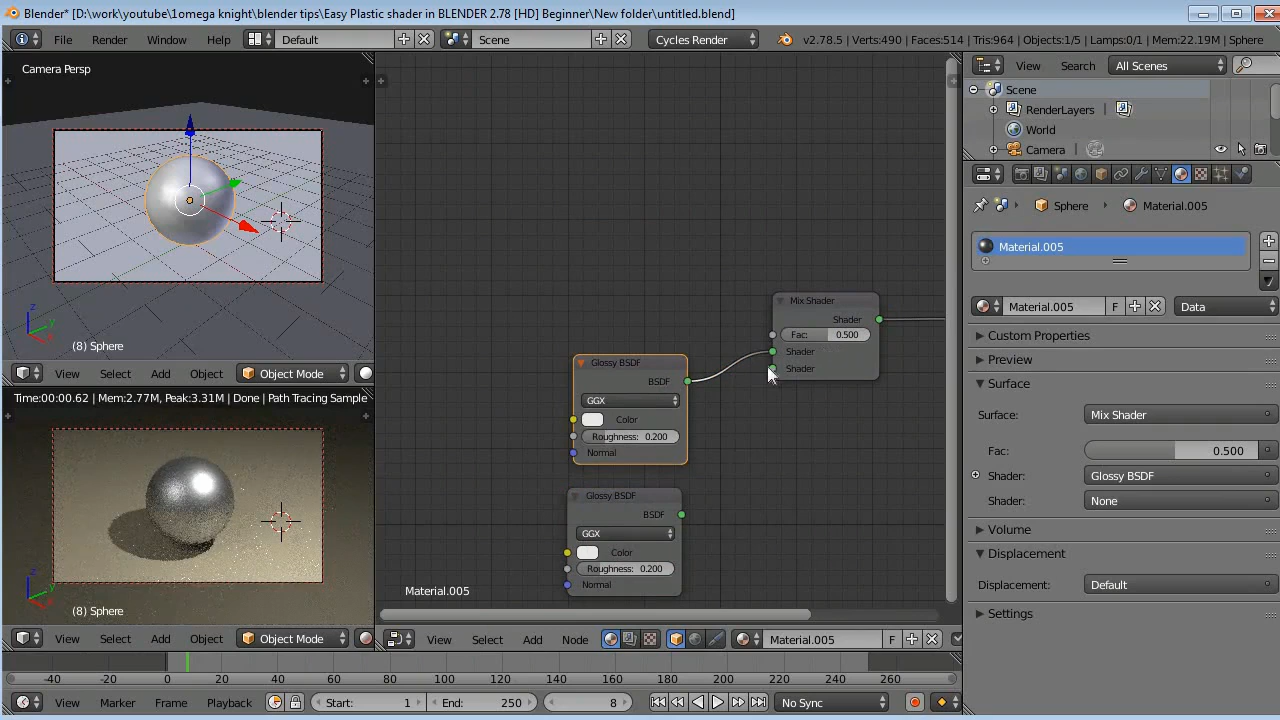 Blender* [D:\work\youtube\1omega knight\blender tips\Easy Plastic shader in BLENDER 2.78 [HD] Beginner\New folder\untitled.blend]
File Render Window Help Default Scene Cycles Render v2.78.5 | Verts:490 | Faces:514 | Tris:964 | Objects:1/5 | Lamps:0/1 | Mem:22.19M | Sphere
Camera Persp
(8) Sphere
View Select Add Object Object Mode
Time:00:00.62 | Mem:2.77M, Peak:3.31M | Done | Path Tracing Sample
(8) Sphere
View Select Add Object Object Mode
Mix Shader
Shader
Fac: 0.500
Shader
Shader
Glossy BSDF
BSDF
GGX
Color
Roughness: 0.200
Normal
Glossy BSDF
BSDF
GGX
Color
Roughness: 0.200
Normal
Material.005
View Select Add Node Material.005 F
View Search All Scenes
Scene
RenderLayers |
World
Camera |
Sphere Material.005
Material.005
Material.005 F Data
Custom Properties
Preview
Surface
Surface: Mix Shader
Fac: 0.500
Shader: Glossy BSDF
Shader: None
Volume
Displacement
Displacement: Default
Settings
-40 -20 0 20 40 60 80 100 120 140 160 180 200 220 240 260
View Marker Frame Playback Start: 1 End: 250 8 No Sync